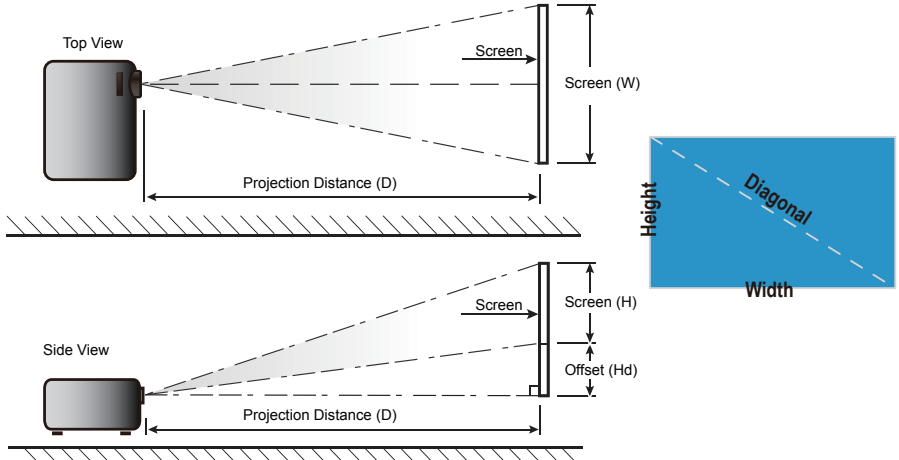 Top View
Screen
Screen (W)
Projection Distance (D)
Height
Diagonal
Width
Screen
Screen (H)
Side View
Offset (Hd)
Projection Distance (D)